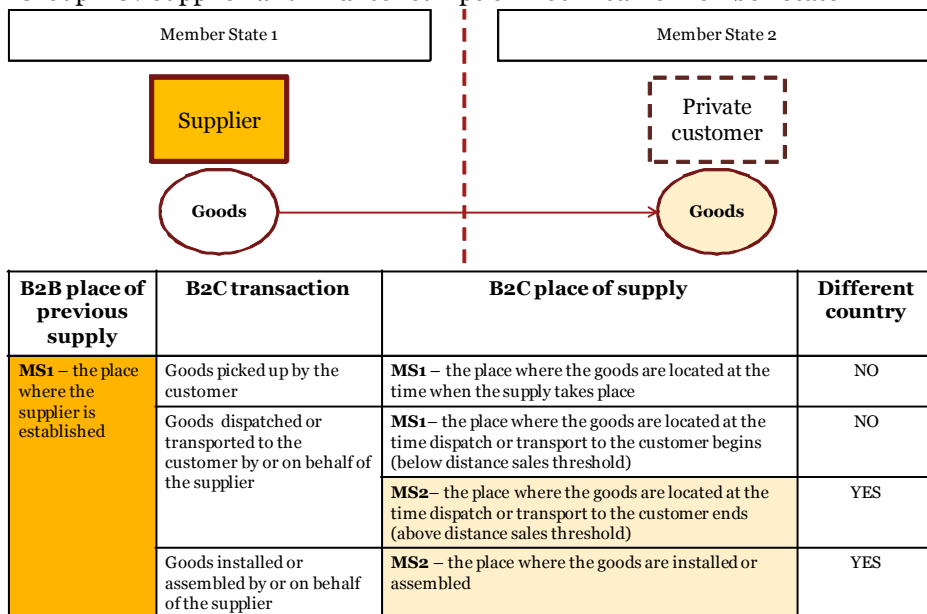 Member State 1
Member State 2
Supplier
Private
customer
Goods
Goods
B2B place of
previous
supply
B2C transaction
B2C place of supply
Different
country
MS1 – the place
where the
supplier is
established
Goods picked up by the
customer
MS1 – the place where the goods are located at the
time when the supply takes place
NO
Goods dispatched or
transported to the
customer by or on behalf of
the supplier
MS1– the place where the goods are located at the
time dispatch or transport to the customer begins
(below distance sales threshold)
NO
MS2– the place where the goods are located at the
time dispatch or transport to the customer ends
(above distance sales threshold)
YES
Goods installed or
assembled by or on behalf
of the supplier
MS2 – the place where the goods are installed or
assembled
YES